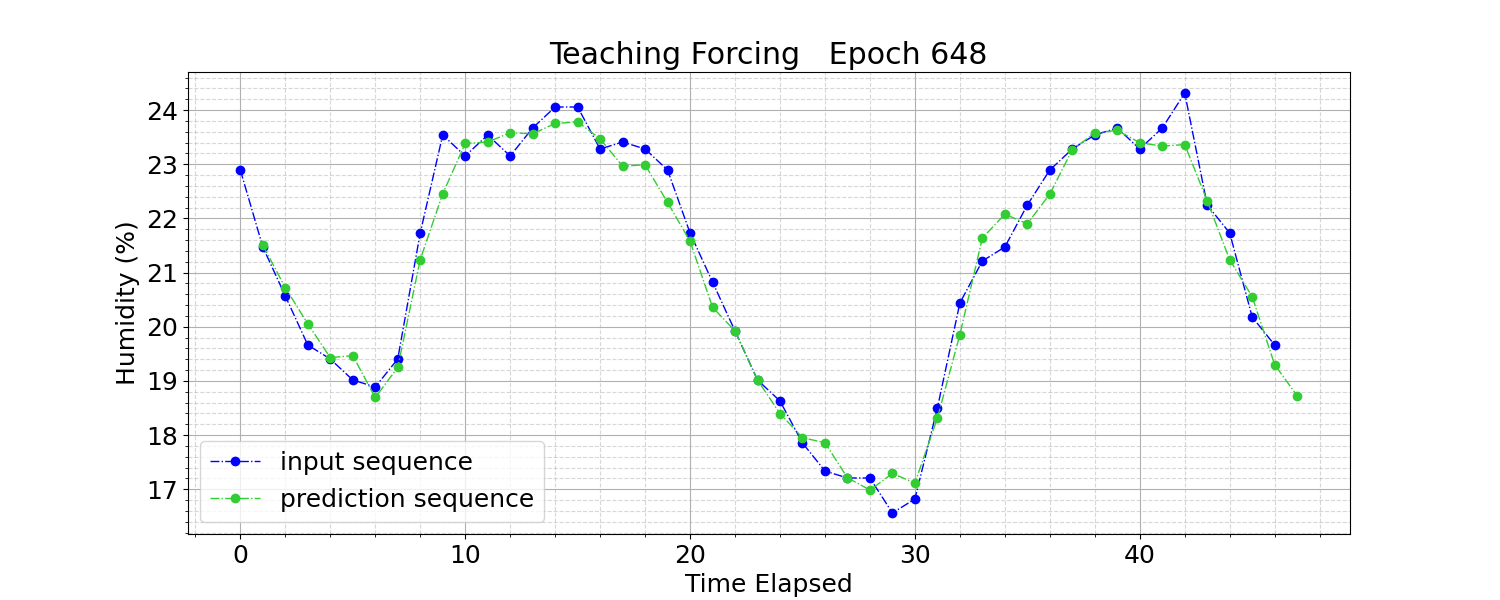 Teaching Forcing   Epoch 648
24
23
22
21
20
19
18
17
Humidity (%)
input sequence
prediction sequence
0 10 20 30 40
Time Elapsed